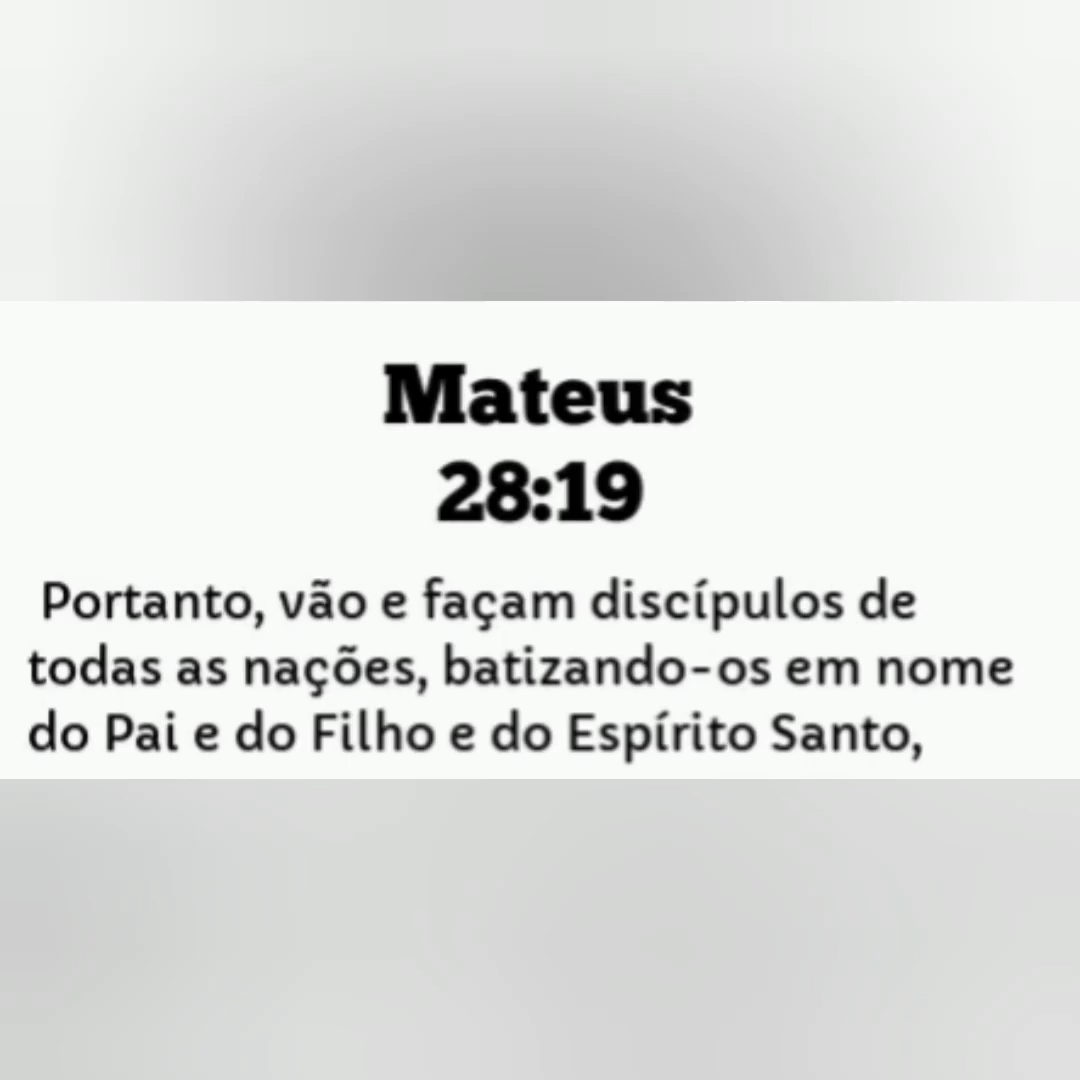 Mateus
28:19
Portanto, vão e façam discípulos de
todas as nações, batizando-os em nome
do Pai e do Filho e do Espírito Santo,